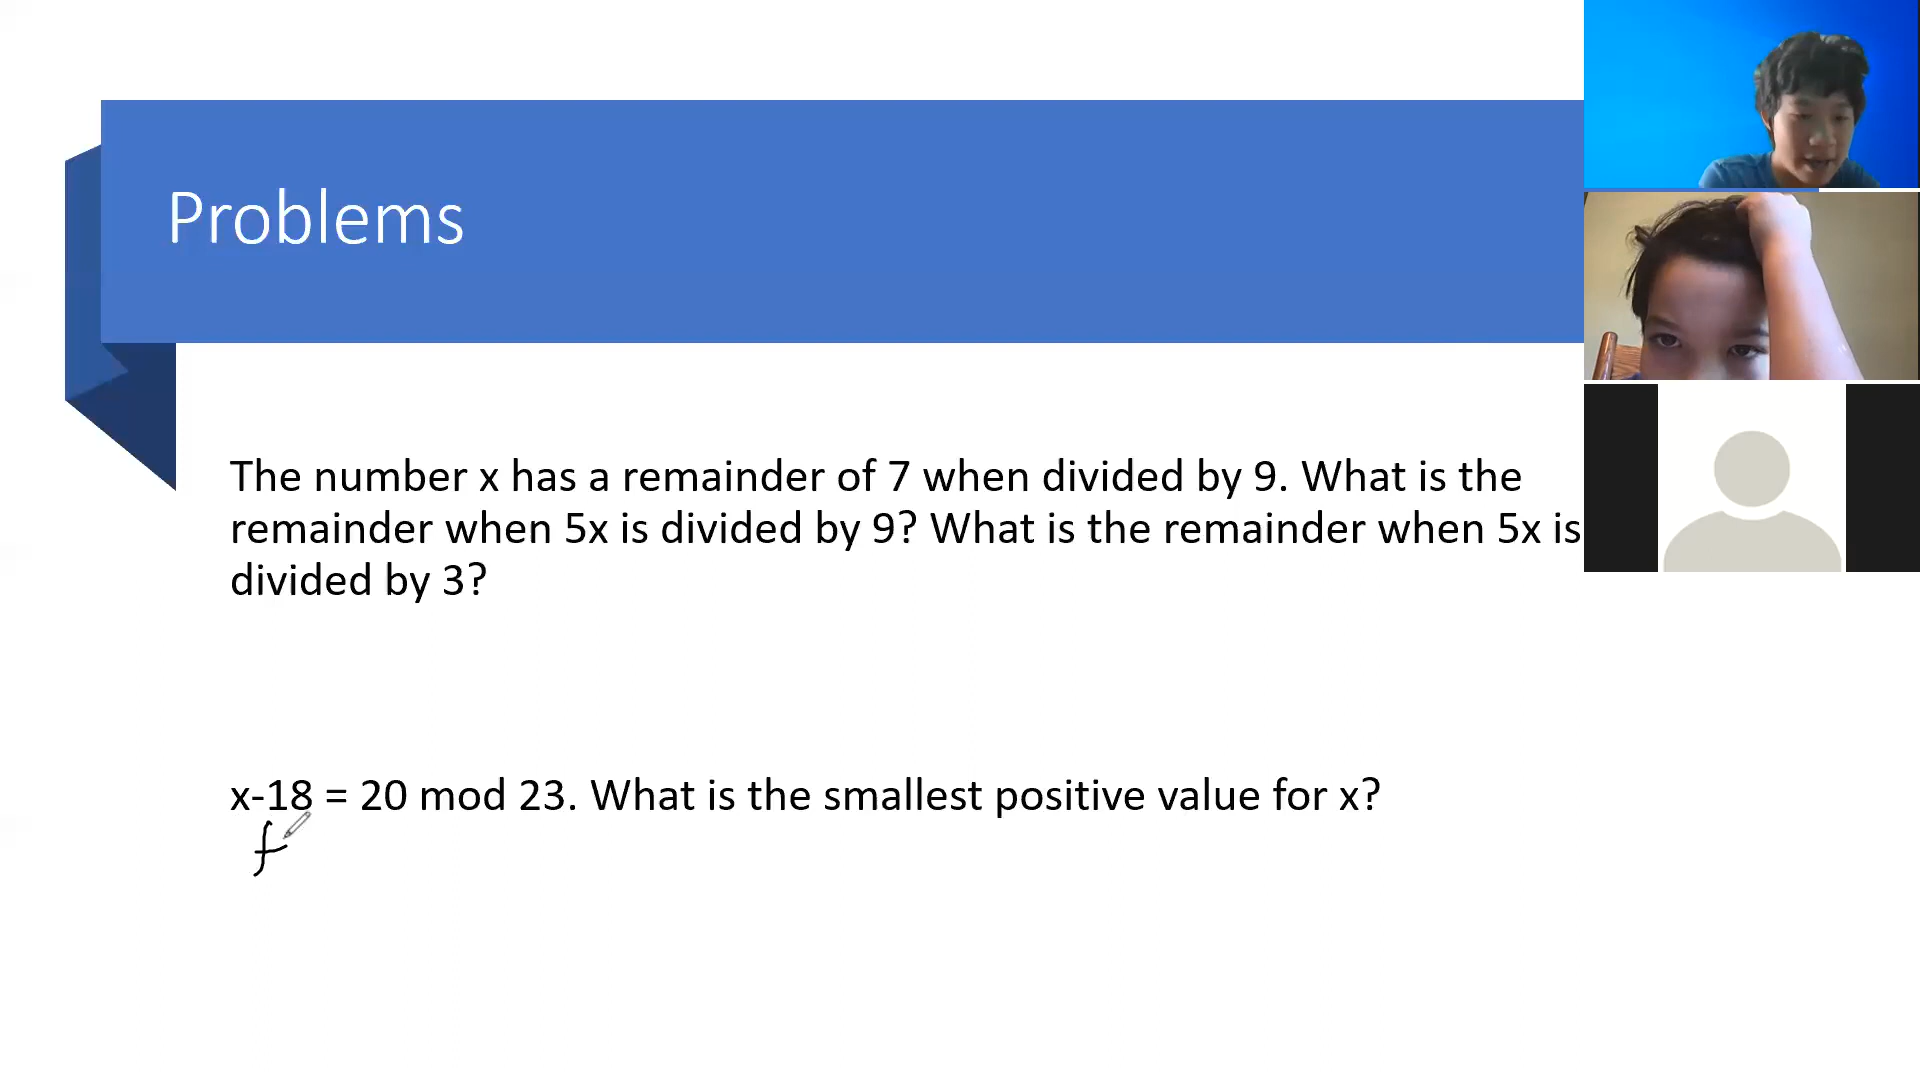 Problems
The number x has a remainder of 7 when divided by 9. What is the
remainder when 5x is divided by 9? What is the remainder when 5x is
divided by 3?
x-18 = 20 mod 23. What is the smallest positive value for x?